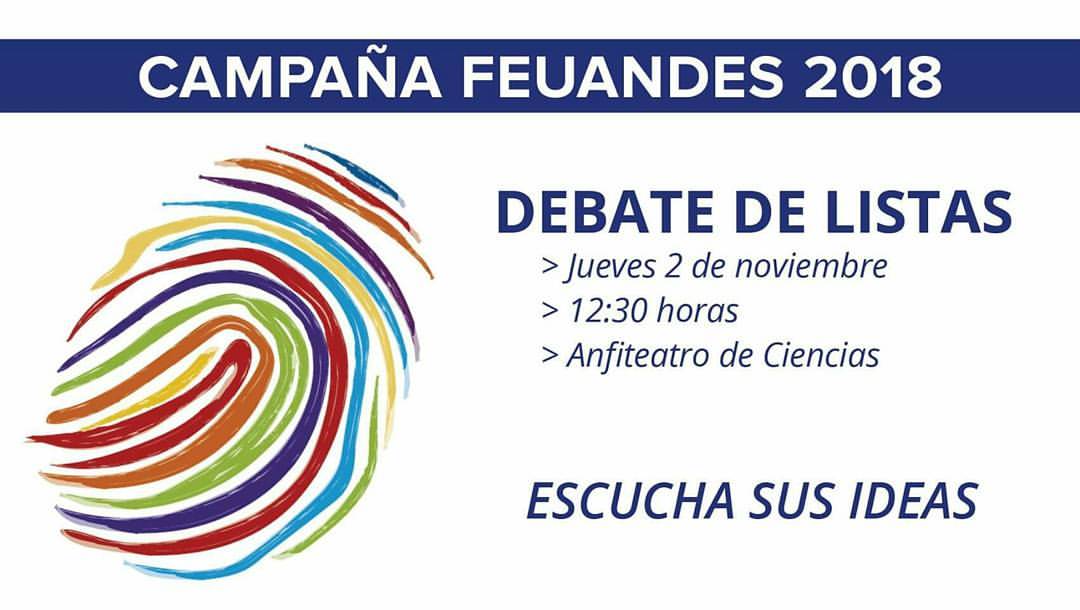 CAMPAÑA FEUANDES 2018
DEBATE DE LISTAS
> Jueves 2 de noviembre
> 12:30 horas
> Anfiteatro de Ciencias
ESCUCHA SUS IDEAS